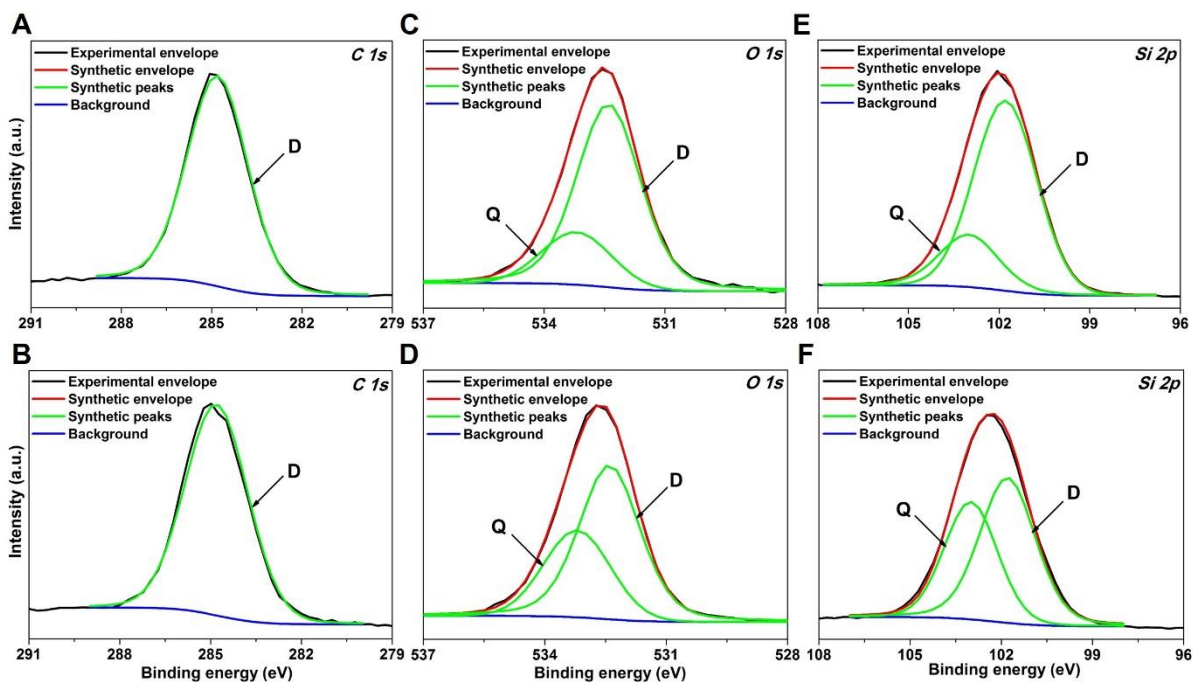 A
C 1s
Experimental envelope
Synthetic envelope
Synthetic peaks
Background
D
Intensity (a.u.)
291 288 285 282 279
C
O 1s
Experimental envelope
Synthetic envelope
Synthetic peaks
Background
Q
D
537 534 531 528
E
Si 2p
Experimental envelope
Synthetic envelope
Synthetic peaks
Background
Q
D
108 105 102 99 96
B
C 1s
Experimental envelope
Synthetic envelope
Synthetic peaks
Background
D
Intensity (a.u.)
291 288 285 282 279
Binding energy (eV)
D
O 1s
Experimental envelope
Synthetic envelope
Synthetic peaks
Background
Q
D
537 534 531 528
Binding energy (eV)
F
Si 2p
Experimental envelope
Synthetic envelope
Synthetic peaks
Background
Q
D
108 105 102 99 96
Binding energy (eV)